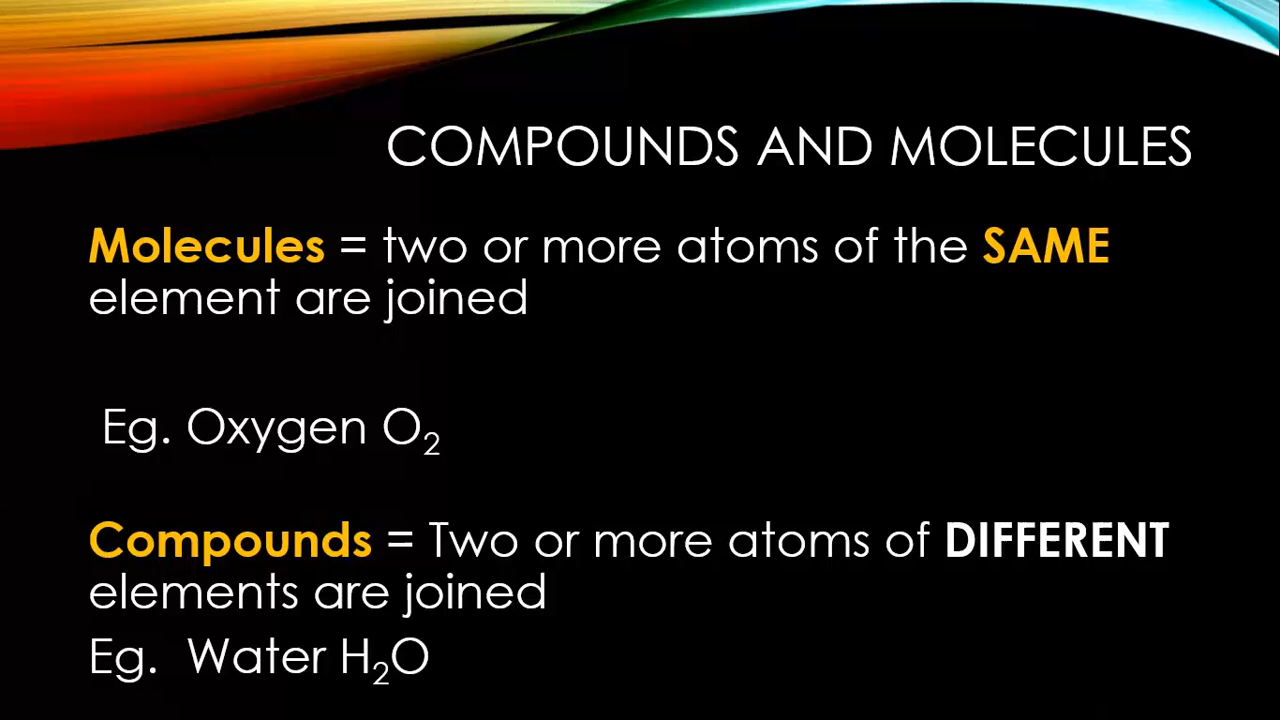 COMPOUNDS AND MOLECULES
Molecules = two or more atoms of the SAME
element are joined
Eg. Oxygen O₂
Compounds = Two or more atoms of DIFFERENT
elements are joined
Eg. Water H₂O